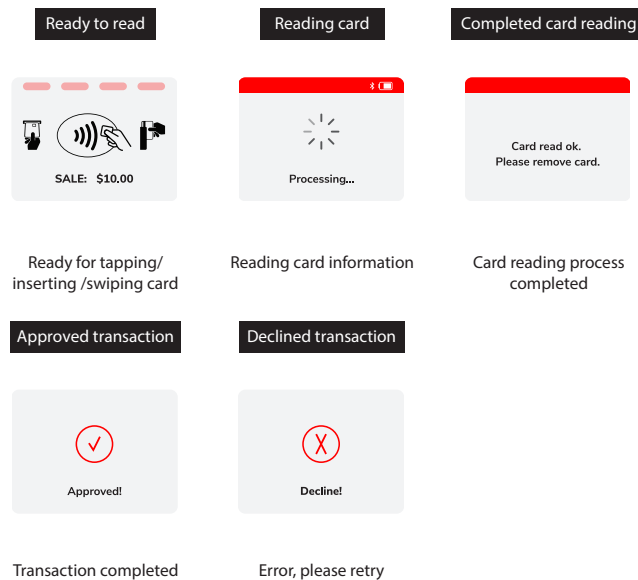 Ready to read
Reading card
Completed card reading
SALE: $10.00
Processing...
Card read ok.
Please remove card.
Ready for tapping/
inserting /swiping card
Reading card information
Card reading process
completed
Approved transaction
Declined transaction
Approved!
Decline!
Transaction completed
Error, please retry